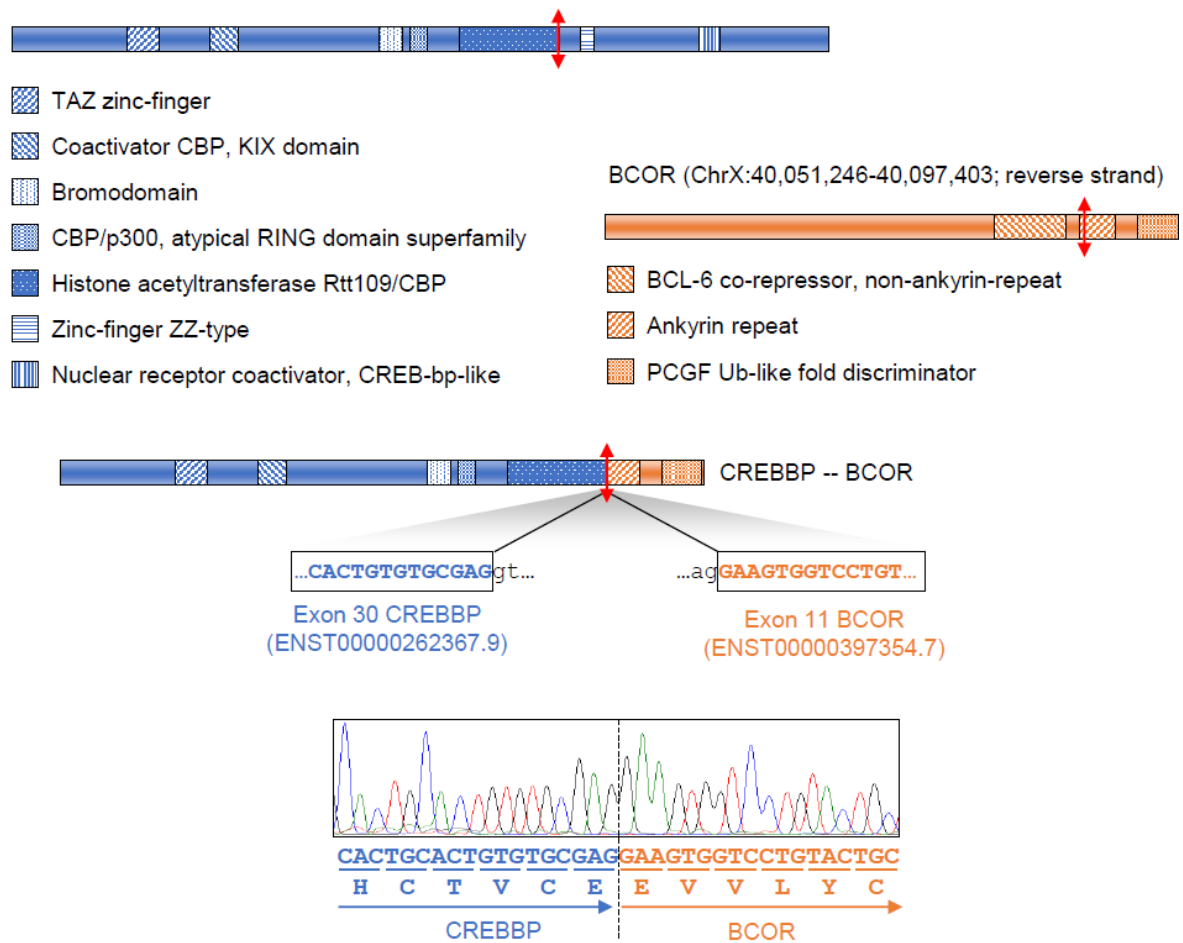 TAZ zinc-finger
Coactivator CBP, KIX domain
Bromodomain
CBP/p300, atypical RING domain superfamily
Histone acetyltransferase Rtt109/CBP
Zinc-finger ZZ-type
Nuclear receptor coactivator, CREB-bp-like
BCOR (ChrX:40,051,246-40,097,403; reverse strand)
BCL-6 co-repressor, non-ankyrin-repeat
Ankyrin repeat
PCGF Ub-like fold discriminator
CREBBP -- BCOR
...CACTGTGTGCGAGgt... ...agGAAGTGGTCCTGT...
Exon 30 CREBBP
(ENST00000262367.9)
Exon 11 BCOR
(ENST00000397354.7)
CACTGCACTGTGTGCGAGGAAGTGGTCCTGTACTGC
H C T V C E E V V L Y C
CREBBP BCOR